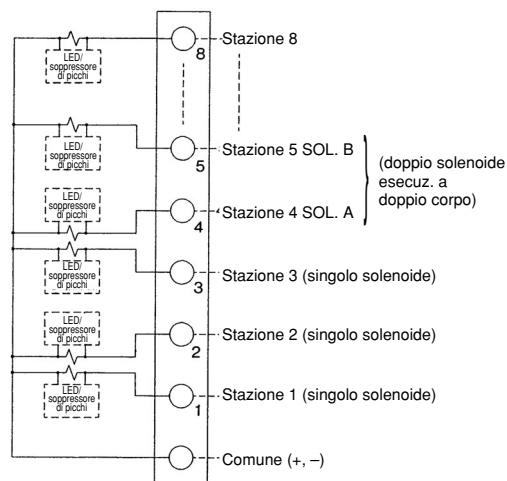 LED/
soppressore
di picchi
8
Stazione 8
LED/
soppressore
di picchi
5
Stazione 5 SOL. B
(doppio solenoide
esecuz. a
doppio corpo)
LED/
soppressore
di picchi
4
Stazione 4 SOL. A
LED/
soppressore
di picchi
3
Stazione 3 (singolo solenoide)
LED/
soppressore
di picchi
2
Stazione 2 (singolo solenoide)
LED/
soppressore
di picchi
1
Stazione 1 (singolo solenoide)
Comune (+, –)